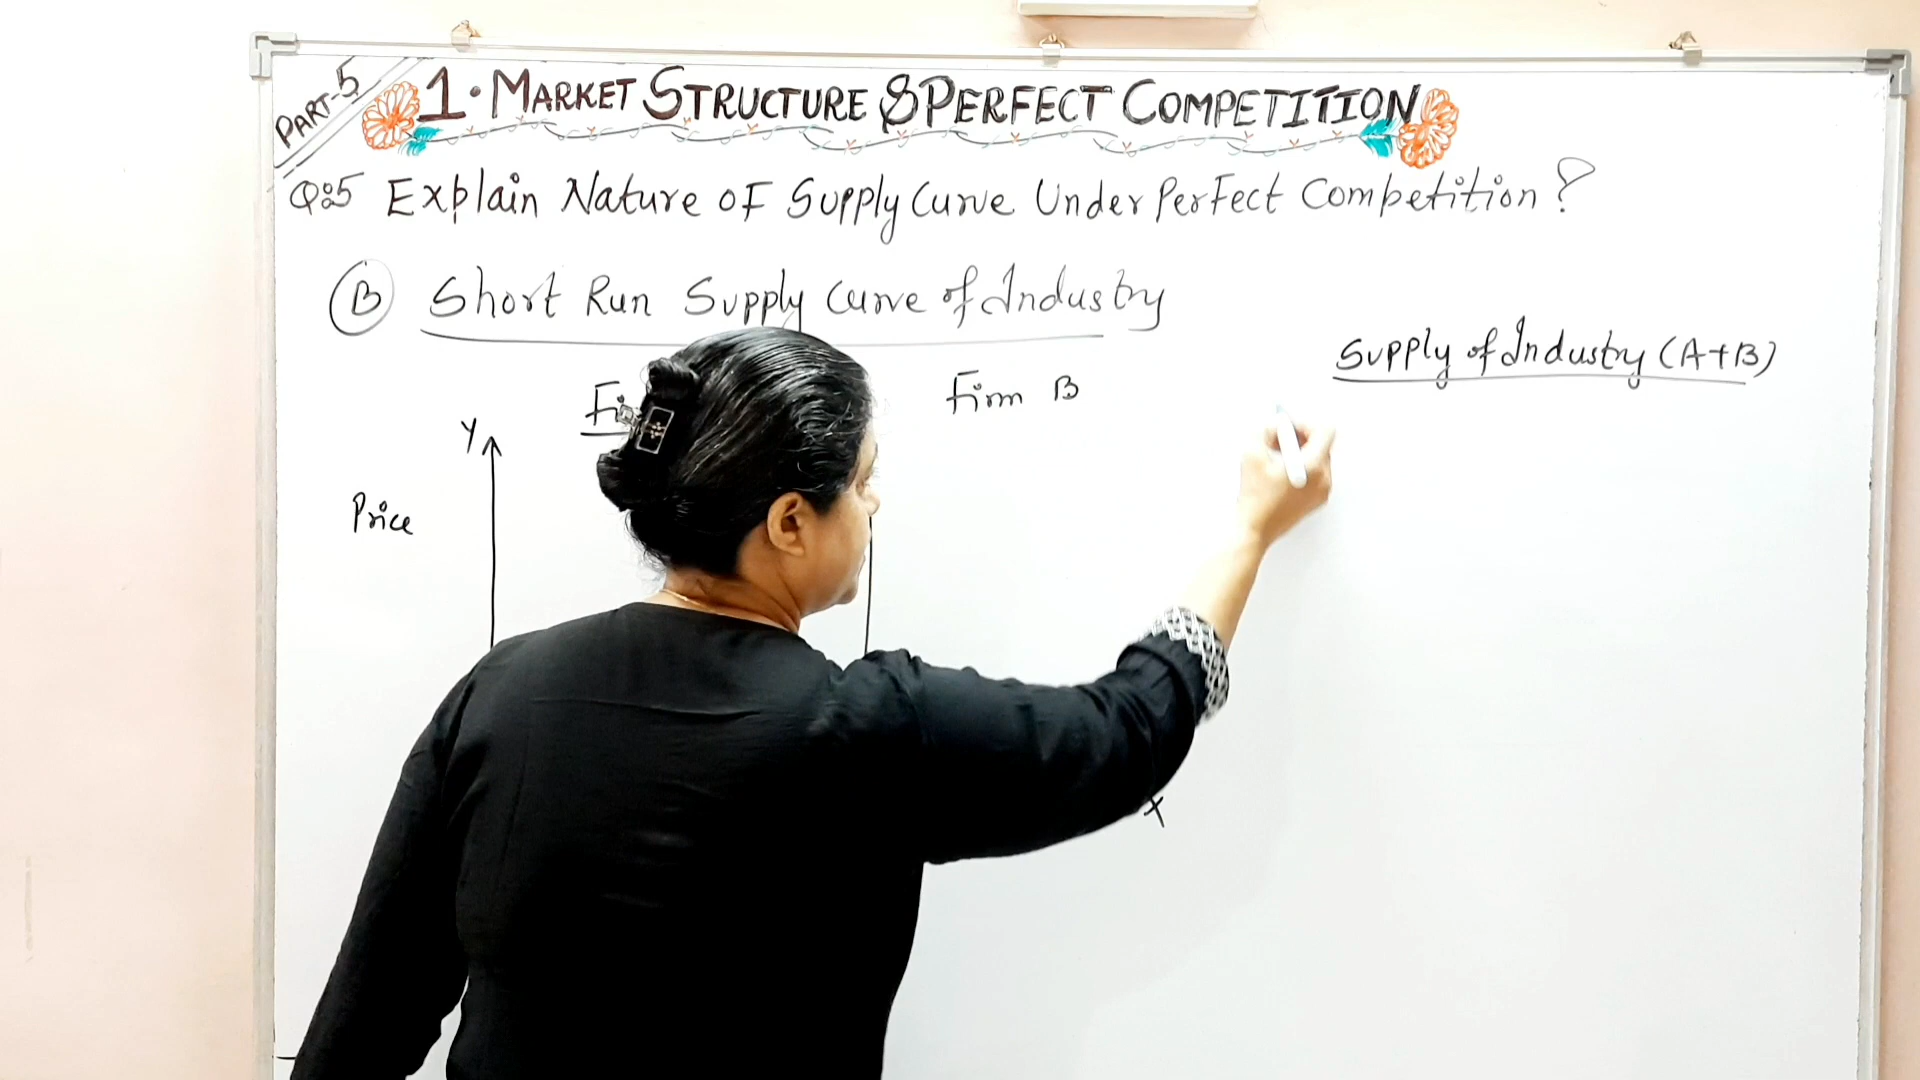 PART-5
1. MARKET STRUCTURE & PERFECT COMPETITION
Q:5 Explain Nature OF Supply Curve Under Perfect Competition?
B Short Run Supply Curve of Industry
Supply of Industry (A+B)
Firm B
Y
Price
X